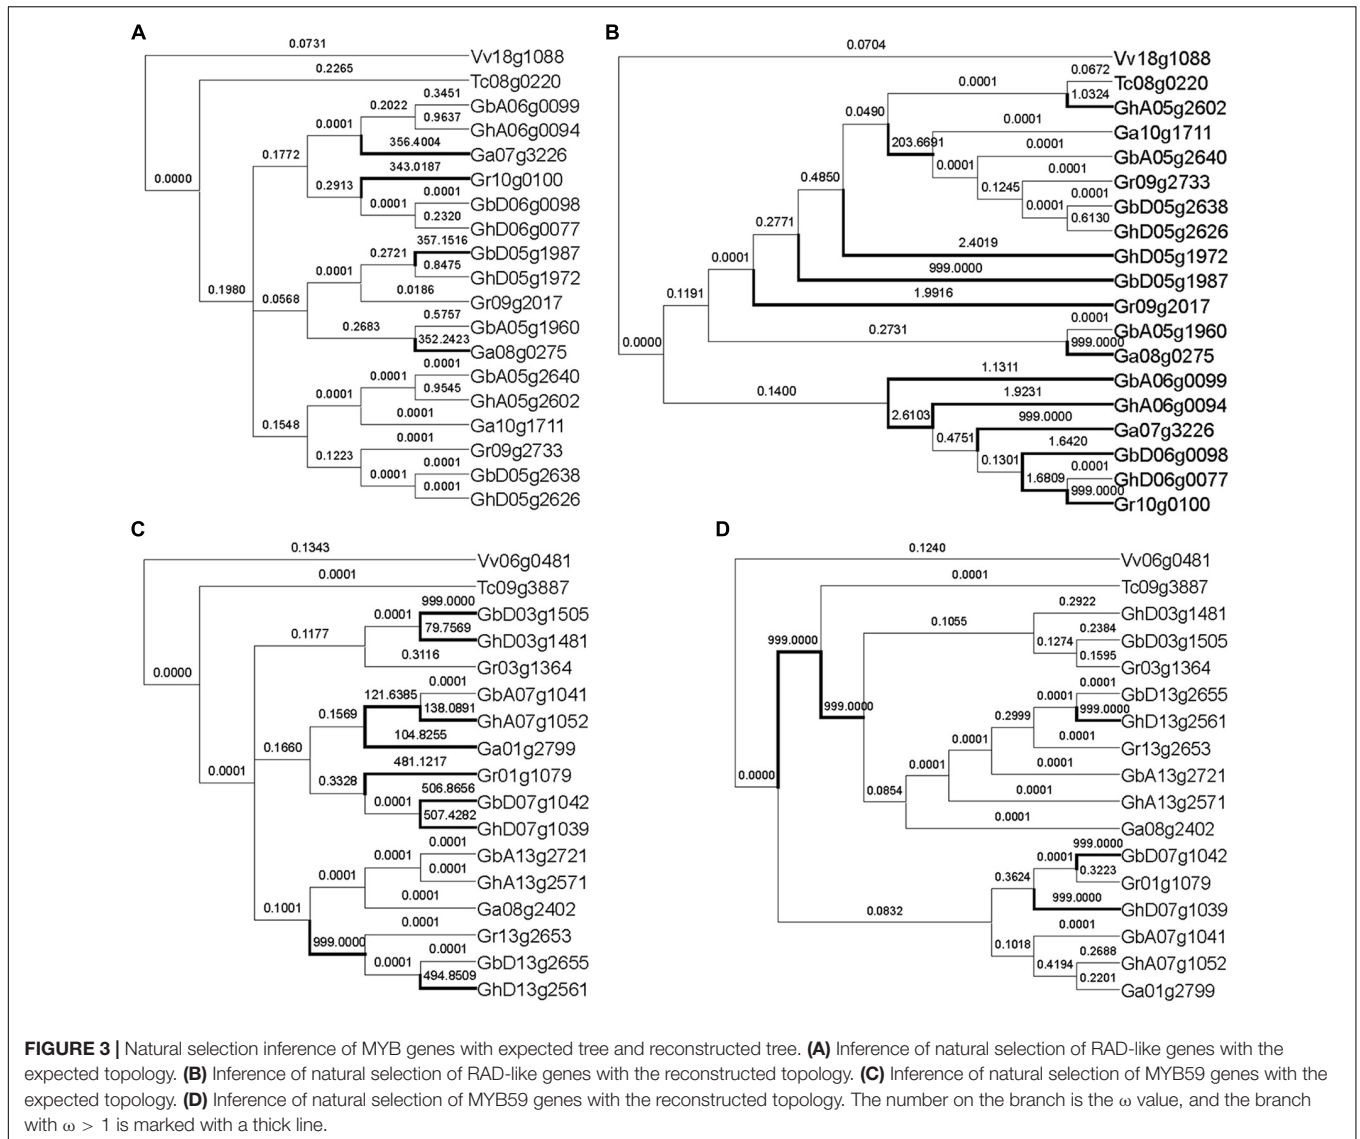 A
0.0731
Vv18g1088
0.2265
Tc08g0220
0.3451
0.2022
GbA06g0099
0.9637
0.0001
GhA06g0094
356.4004
0.1772
Ga07g3226
343.0187
0.0000
0.2913
Gr10g0100
0.0001
0.0001
GbD06g0098
0.2320
GhD06g0077
357.1516
0.2721
GbD05g1987
0.8475
0.0001
GhD05g1972
0.0186
0.1980
0.0568
Gr09g2017
0.5757
0.2683
GbA05g1960
352.2423
Ga08g0275
0.0001
0.0001
GbA05g2640
0.9545
0.0001
GhA05g2602
0.0001
0.1548
Ga10g1711
0.0001
0.1223
Gr09g2733
0.0001
0.0001
GbD05g2638
0.0001
GhD05g2626
B
0.0704
Vv18g1088
0.0672
0.0001
Tc08g0220
1.0324
0.0490
GhA05g2602
0.0001
203.6691
Ga10g1711
0.0001
0.0001
GbA05g2640
0.0001
0.4850
0.1245
Gr09g2733
0.0001
0.0001
GbD05g2638
0.6130
0.2771
GhD05g2626
2.4019
0.0001
GhD05g1972
999.0000
GbD05g1987
1.9916
0.1191
Gr09g2017
0.0001
0.2731
GbA05g1960
0.0000
999.0000
Ga08g0275
1.1311
0.1400
GbA06g0099
1.9231
2.6103
GhA06g0094
999.0000
0.4751
Ga07g3226
1.6420
0.1301
GbD06g0098
0.0001
1.6809
GhD06g0077
999.0000
Gr10g0100
C
0.1343
Vv06g0481
0.0001
Tc09g3887
999.0000
0.0001
GbD03g1505
79.7569
0.1177
GhD03g1481
0.3116
0.0000
Gr03g1364
0.0001
121.6385
GbA07g1041
138.0891
0.1569
GhA07g1052
104.8255
0.1660
Ga01g2799
481.1217
0.0001
0.3328
Gr01g1079
506.8656
0.0001
GbD07g1042
507.4282
GhD07g1039
0.0001
0.0001
GbA13g2721
0.0001
0.0001
GhA13g2571
0.0001
0.1001
Ga08g2402
0.0001
999.0000
Gr13g2653
0.0001
0.0001
GbD13g2655
494.8509
GhD13g2561
D
0.1240
Vv06g0481
0.0001
Tc09g3887
0.2922
0.1055
GhD03g1481
0.2384
999.0000
0.1274
GbD03g1505
0.1595
Gr03g1364
0.0001
0.0001
GbD13g2655
999.0000
999.0000
0.2999
GhD13g2561
0.0001
0.0001
Gr13g2653
0.0001
0.0000
GbA13g2721
0.0001
0.0854
GhA13g2571
0.0001
Ga08g2402
999.0000
0.0001
GbD07g1042
0.3223
0.3624
Gr01g1079
999.0000
0.0832
GhD07g1039
0.0001
0.1018
GbA07g1041
0.2688
0.4194
GhA07g1052
0.2201
Ga01g2799
FIGURE 3 | Natural selection inference of MYB genes with expected tree and reconstructed tree. (A) Inference of natural selection of RAD-like genes with the
expected topology. (B) Inference of natural selection of RAD-like genes with the reconstructed topology. (C) Inference of natural selection of MYB59 genes with the
expected topology. (D) Inference of natural selection of MYB59 genes with the reconstructed topology. The number on the branch is the ω value, and the branch
with ω > 1 is marked with a thick line.